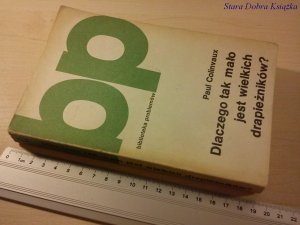 Stara Dobra Książka
bp
biblioteka problemów
Paul Colinvaux
Dlaczego tak mało
jest wielkich
drapieżników?